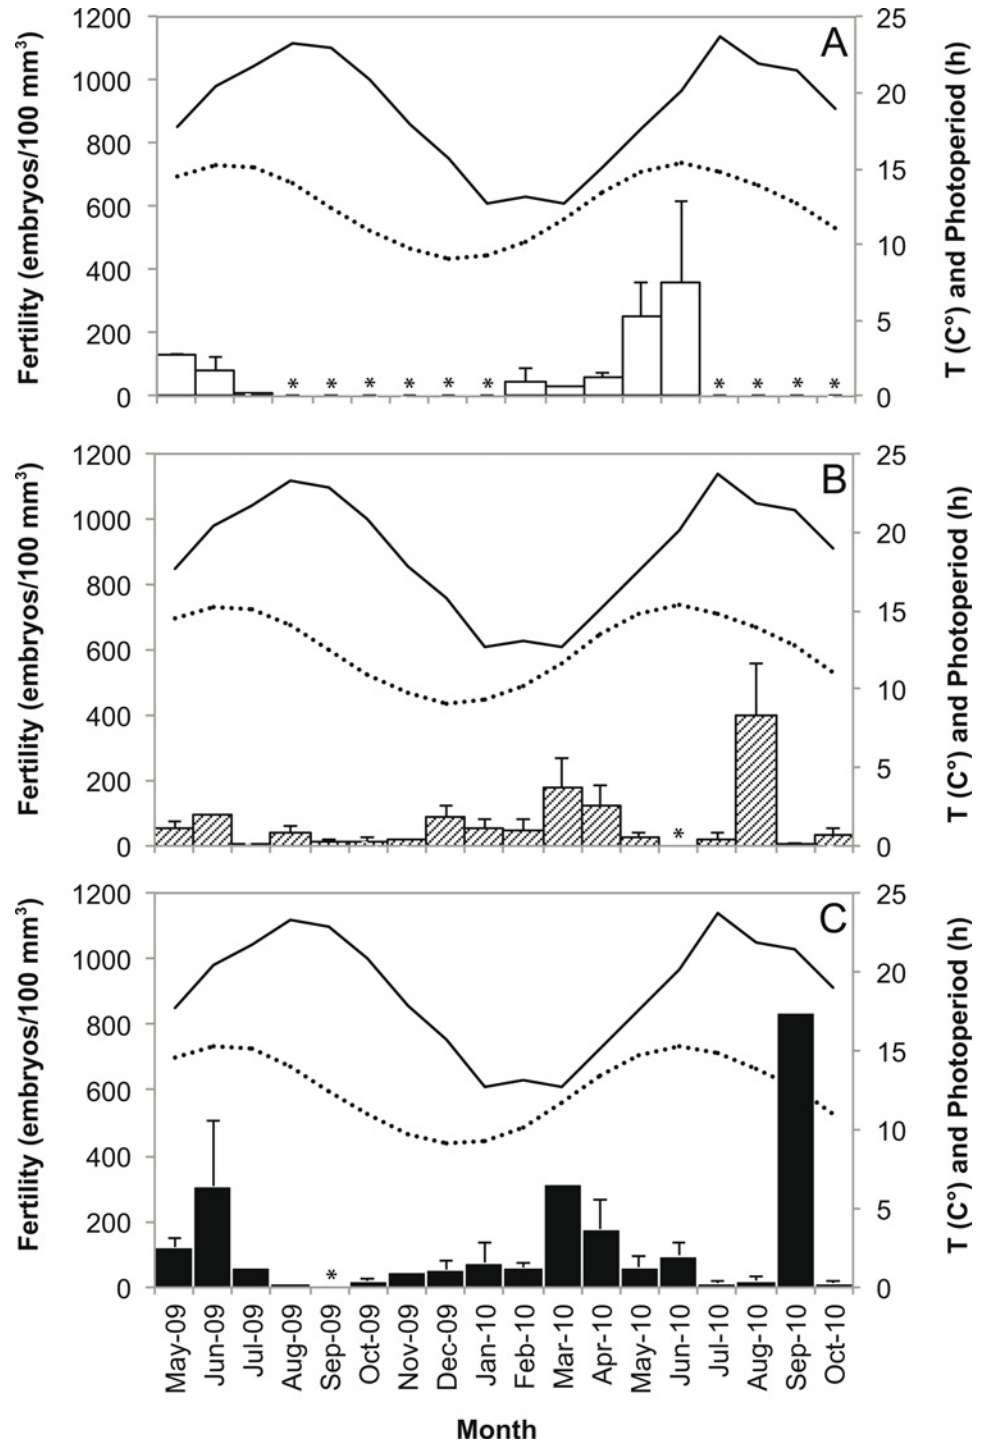 A
Fertility (embryos/100 mm³)
1200
1000
800
600
400
200
0
* * * * * * * * * *
25
20
15
10
5
0
T (C°) and Photoperiod (h)
B
Fertility (embryos/100 mm³)
1200
1000
800
600
400
200
0
*
25
20
15
10
5
0
T (C°) and Photoperiod (h)
C
Fertility (embryos/100 mm³)
1200
1000
800
600
400
200
0
*
25
20
15
10
5
0
T (C°) and Photoperiod (h)
May-09
Jun-09
Jul-09
Aug-09
Sep-09
Oct-09
Nov-09
Dec-09
Jan-10
Feb-10
Mar-10
Apr-10
May-10
Jun-10
Jul-10
Aug-10
Sep-10
Oct-10
Month